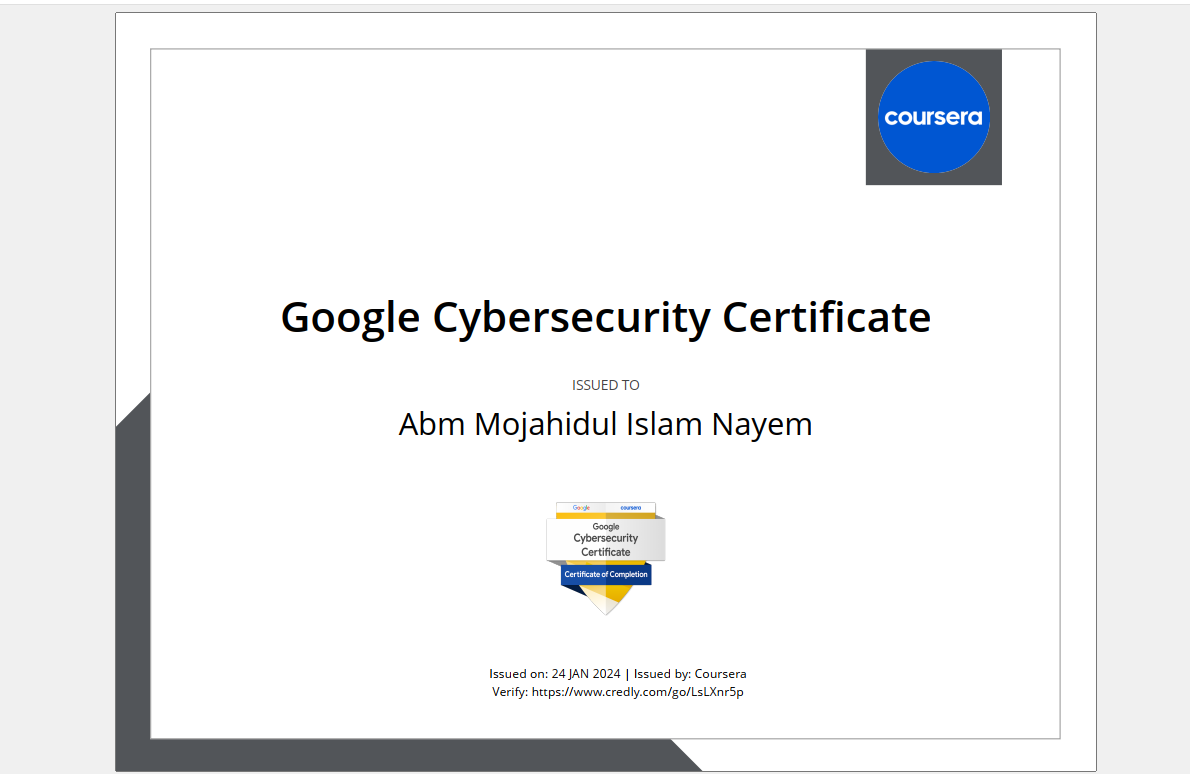 coursera
Google Cybersecurity Certificate
ISSUED TO
Abm Mojahidul Islam Nayem
Google coursera
Google
Cybersecurity
Certificate
Certificate of Completion
Issued on: 24 JAN 2024 | Issued by: Coursera
Verify: https://www.credly.com/go/LsLXnr5p